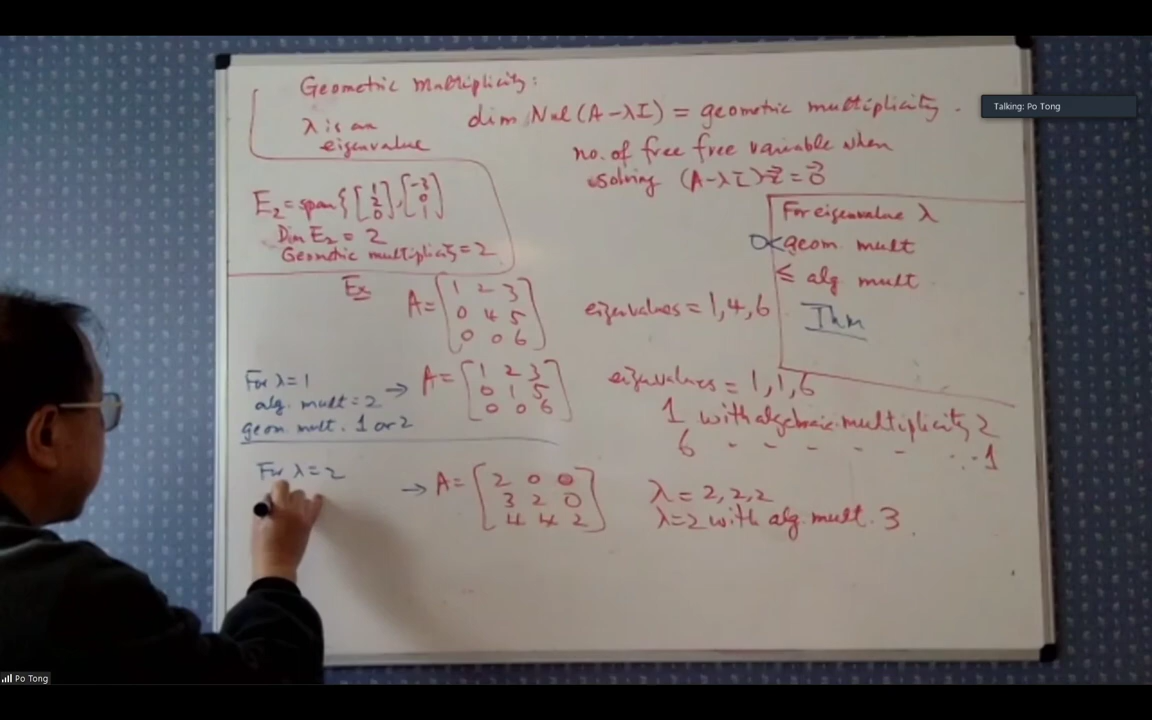 Geometric multiplicity:
λ is an
eigenvalue
dim Nul (A-λI) = geometric multiplicity.
no. of free free variable when
solving (A-λI)x⃗ = 0⃗
E₂ = span{[1 2 0], [-3 0 1]}
Dim E₂ = 2
Geometric multiplicity = 2
For eigenvalue λ
0< geom. mult
≤ alg mult
Thm
Ex
A = [1 2 3
0 4 5
0 0 6]
eigenvalues = 1, 4, 6
For λ = 1
alg. mult = 2
geom. mult. 1 or 2
→ A = [1 2 3
0 1 5
0 0 6]
eigenvalues = 1, 1, 6
1 with algebraic multiplicity 2
6 - - - - - ... 1
For λ = 2
→ A = [2 0 0
3 2 0
4 4 2]
λ = 2, 2, 2
λ = 2 with alg. mult. 3.
Talking: Po Tong
Po Tong